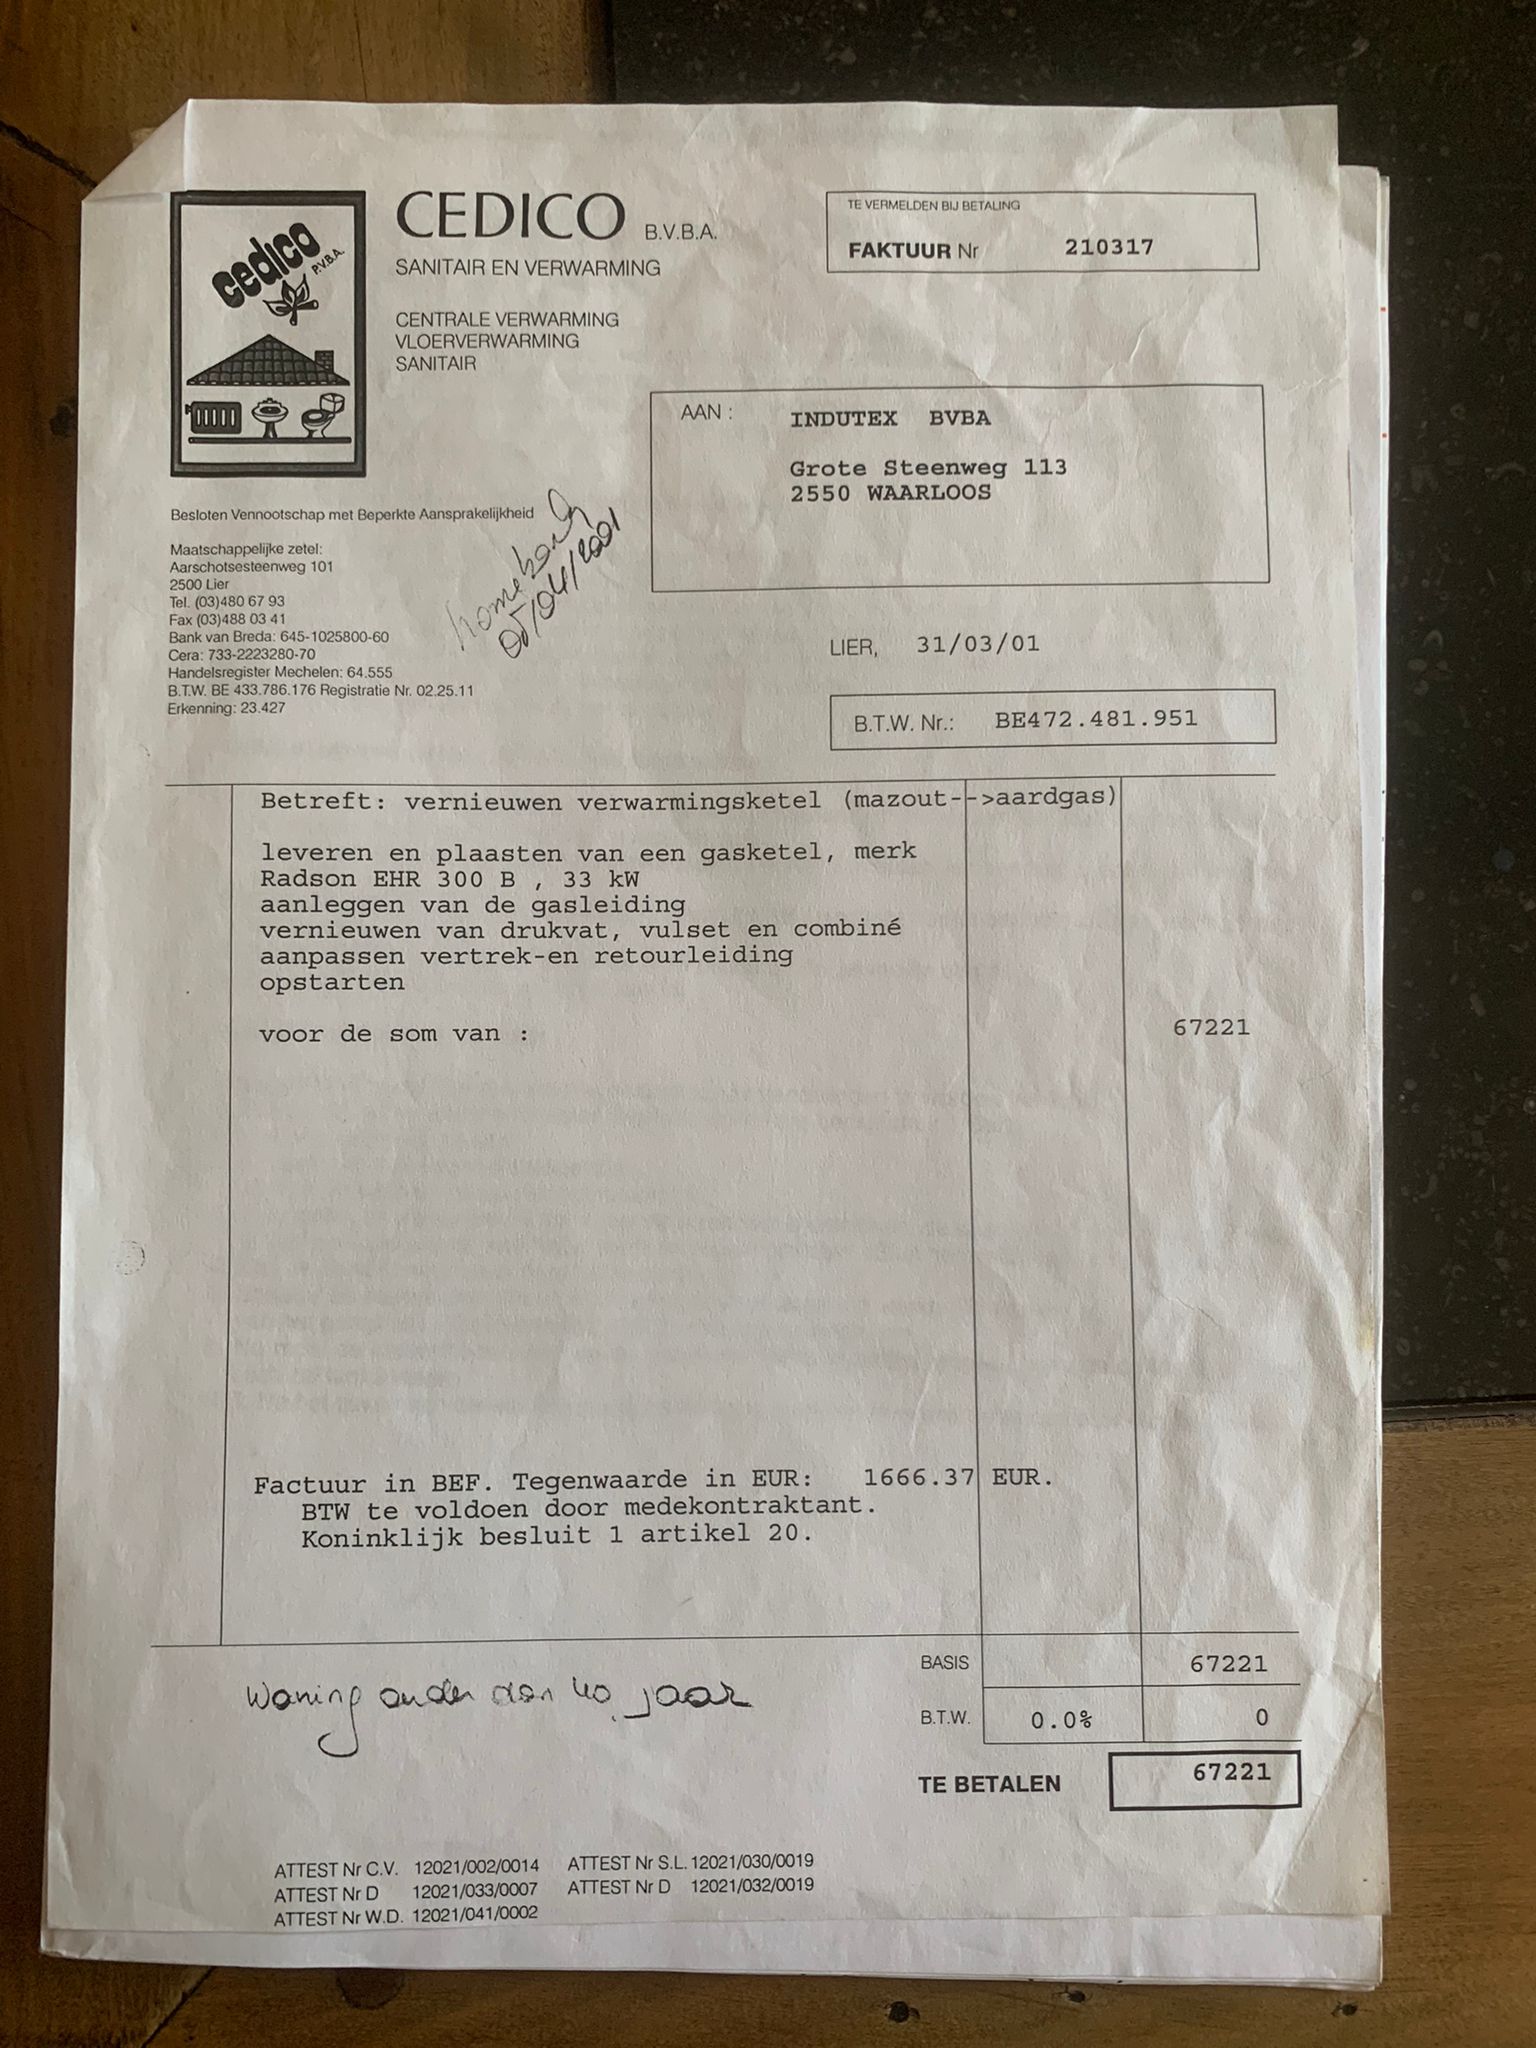 cedico
P.V.B.A.
CEDICO B.V.B.A.
SANITAIR EN VERWARMING
CENTRALE VERWARMING
VLOERVERWARMING
SANITAIR
TE VERMELDEN BIJ BETALING
FAKTUUR Nr 210317
AAN : INDUTEX BVBA
Grote Steenweg 113
2550 WAARLOOS
Besloten Vennootschap met Beperkte Aansprakelijkheid
Maatschappelijke zetel:
Aarschotsesteenweg 101
2500 Lier
Tel. (03)480 67 93
Fax (03)488 03 41
Bank van Breda: 645-1025800-60
Cera: 733-2223280-70
Handelsregister Mechelen: 64.555
B.T.W. BE 433.786.176 Registratie Nr. 02.25.11
Erkenning: 23.427
05/04/2001
LIER, 31/03/01
B.T.W. Nr.: BE472.481.951
Betreft: vernieuwen verwarmingsketel (mazout-->aardgas)
leveren en plaasten van een gasketel, merk
Radson EHR 300 B , 33 kW
aanleggen van de gasleiding
vernieuwen van drukvat, vulset en combiné
aanpassen vertrek-en retourleiding
opstarten
voor de som van : 67221
Factuur in BEF. Tegenwaarde in EUR: 1666.37 EUR.
BTW te voldoen door medekontraktant.
Koninklijk besluit 1 artikel 20.
Woning ouder dan 40 jaar
BASIS 67221
B.T.W. 0.0% 0
TE BETALEN 67221
ATTEST Nr C.V. 12021/002/0014 ATTEST Nr S.L. 12021/030/0019
ATTEST Nr D 12021/033/0007 ATTEST Nr D 12021/032/0019
ATTEST Nr W.D. 12021/041/0002